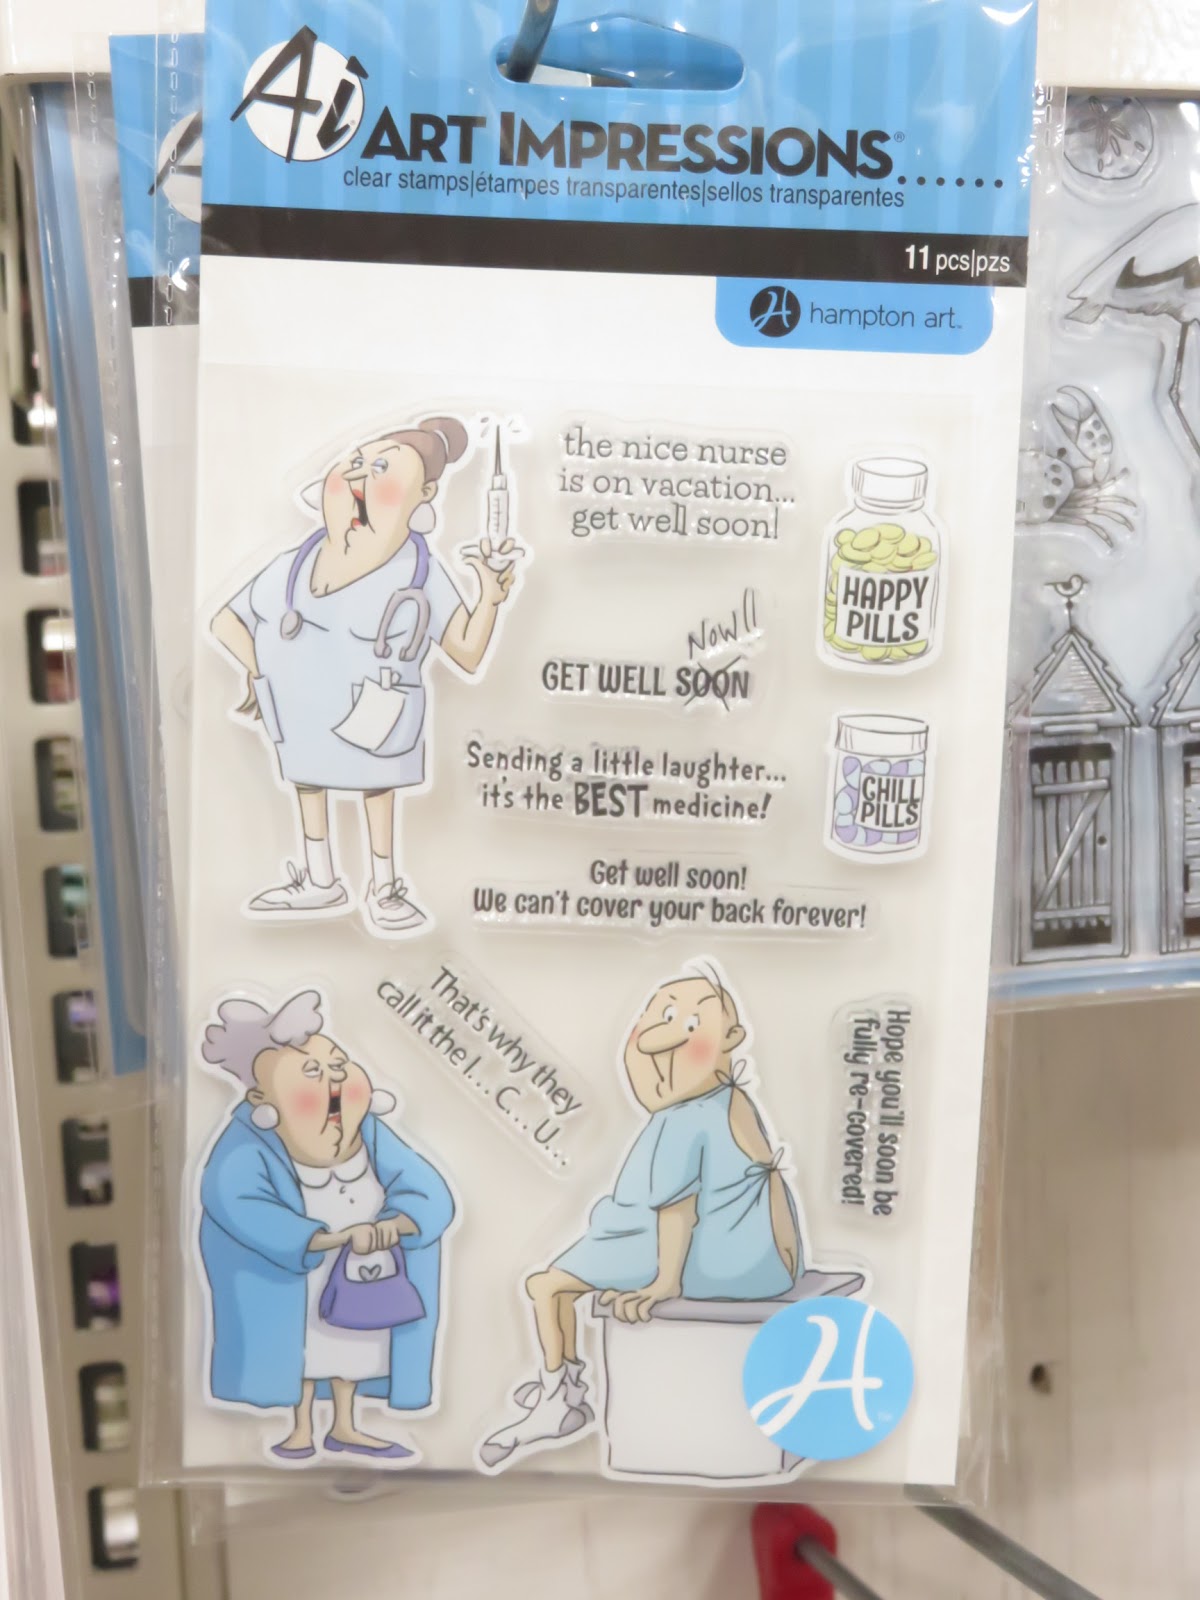 Ai
ART IMPRESSIONS®......
clear stamps|étampes transparentes|sellos transparentes
11 pcs|pzs
H hampton art™
the nice nurse
is on vacation...
get well soon!
HAPPY
PILLS
NOW!!
GET WELL SOON
Sending a little laughter...
it's the BEST medicine!
CHILL
PILLS
Get well soon!
We can't cover your back forever!
That's why they
call it the I... C... U...
Hope you'll soon be
fully re-covered!
H™